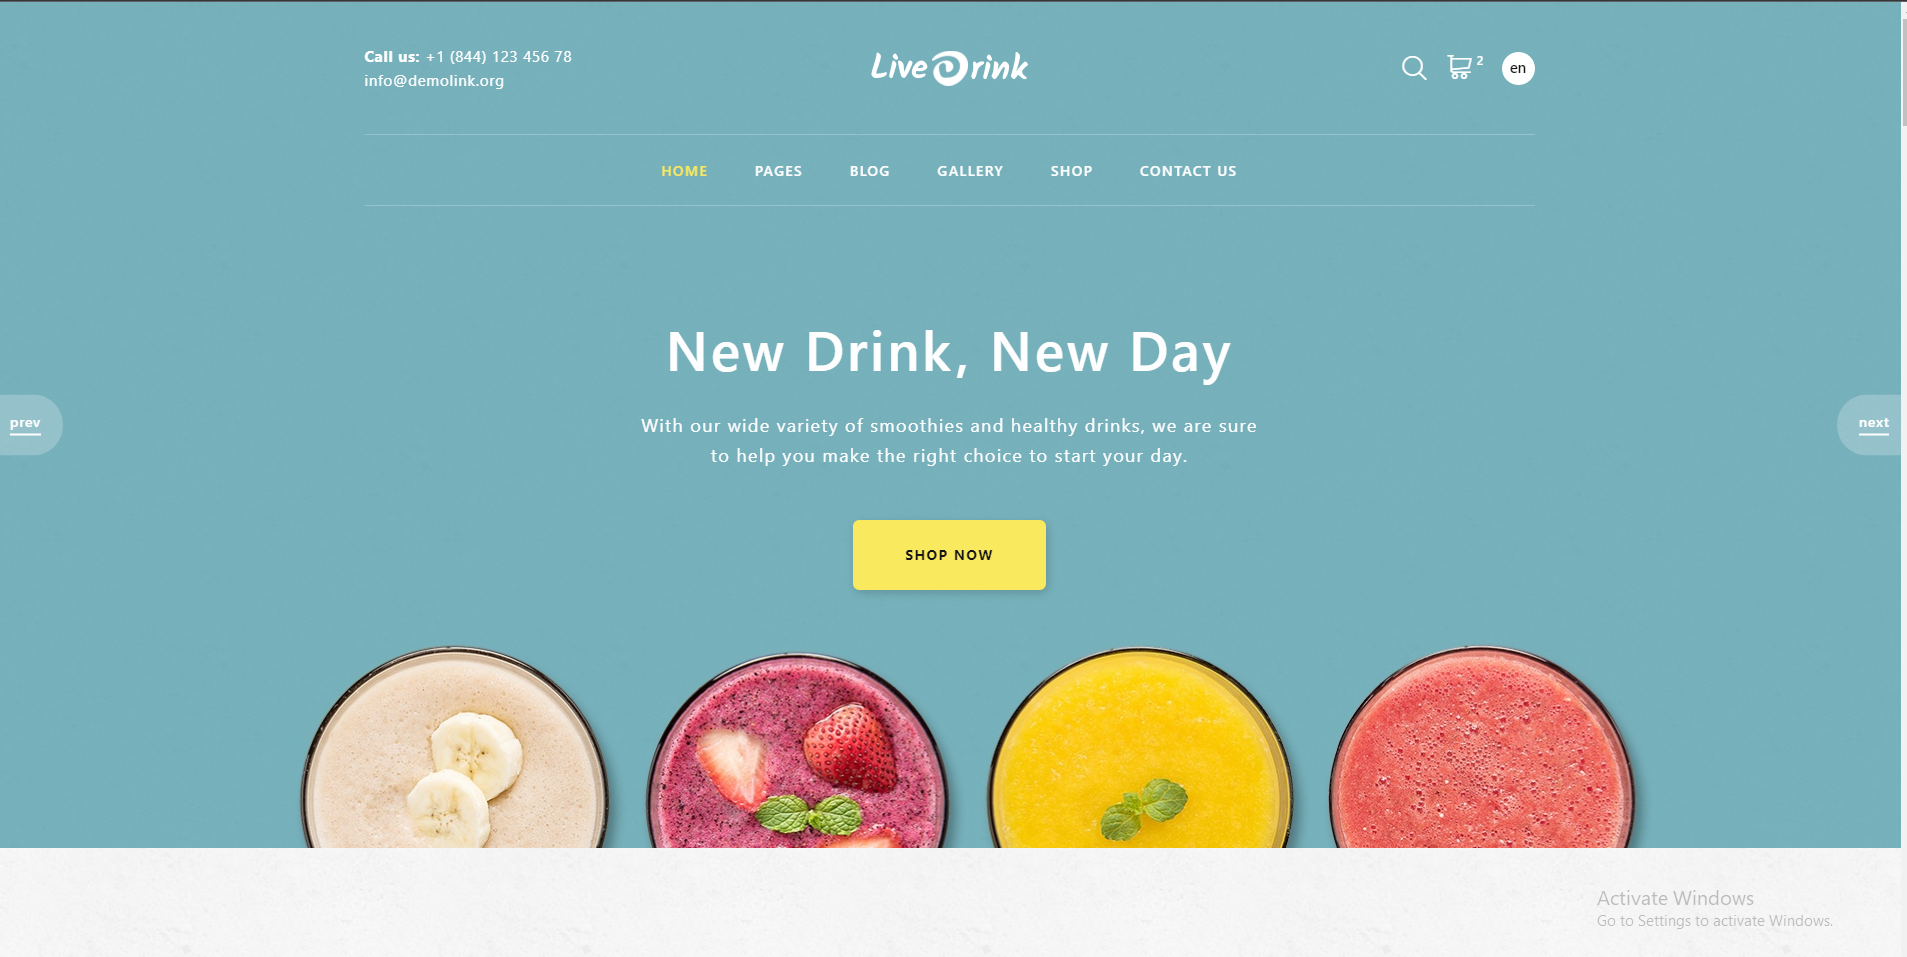 Call us: +1 (844) 123 456 78
info@demolink.org
Live Drink
2
en
HOME PAGES BLOG GALLERY SHOP CONTACT US
New Drink, New Day
prev
next
With our wide variety of smoothies and healthy drinks, we are sure
to help you make the right choice to start your day.
SHOP NOW
Activate Windows
Go to Settings to activate Windows.